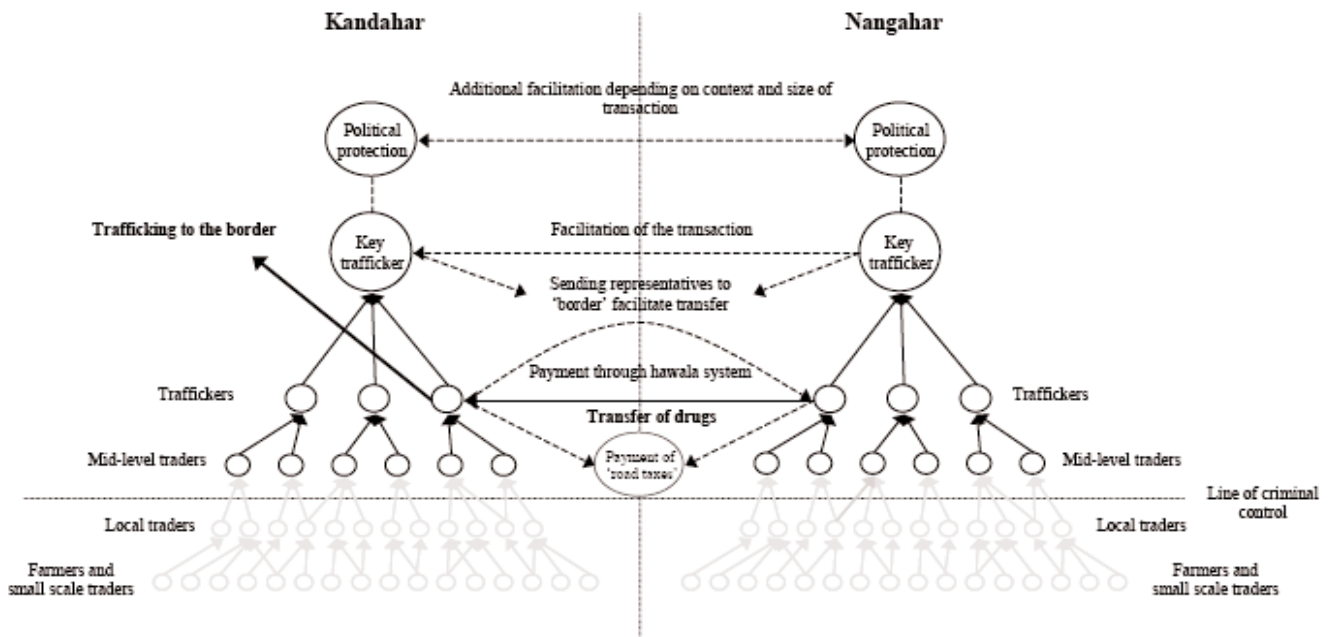 Kandahar
Nangahar
Additional facilitation depending on context and size of
transaction
Political
protection
Political
protection
Trafficking to the border
Key
trafficker
Facilitation of the transaction
Key
trafficker
Sending representatives to
'border' facilitate transfer
Payment through hawala system
Traffickers
Traffickers
Transfer of drugs
Mid-level traders
Payment of
'road taxes'
Mid-level traders
Line of criminal
control
Local traders
Local traders
Farmers and
small scale traders
Farmers and
small scale traders